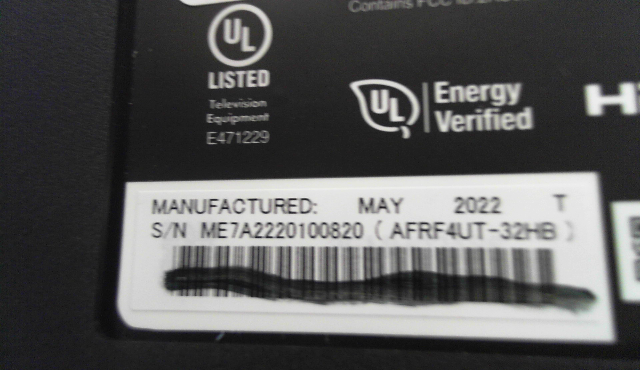 Contains FCC ID
UL
LISTED
Television
Equipment
E471229
UL Energy
Verified
MANUFACTURED: MAY 2022 T
S/N ME7A2220100820 ( AFRF4UT-32HB )